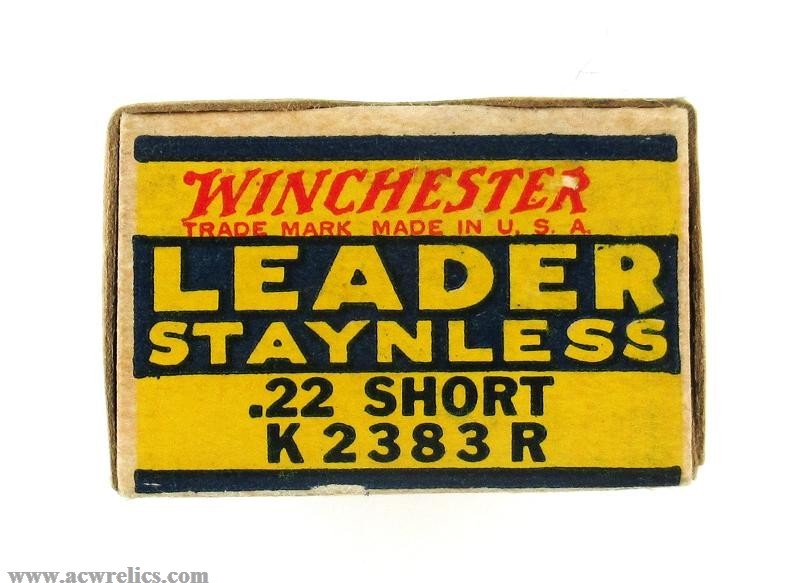 WINCHESTER
TRADE MARK MADE IN U. S. A.
LEADER
STAYNLESS
.22 SHORT
K 2383 R
www.acwrelics.com